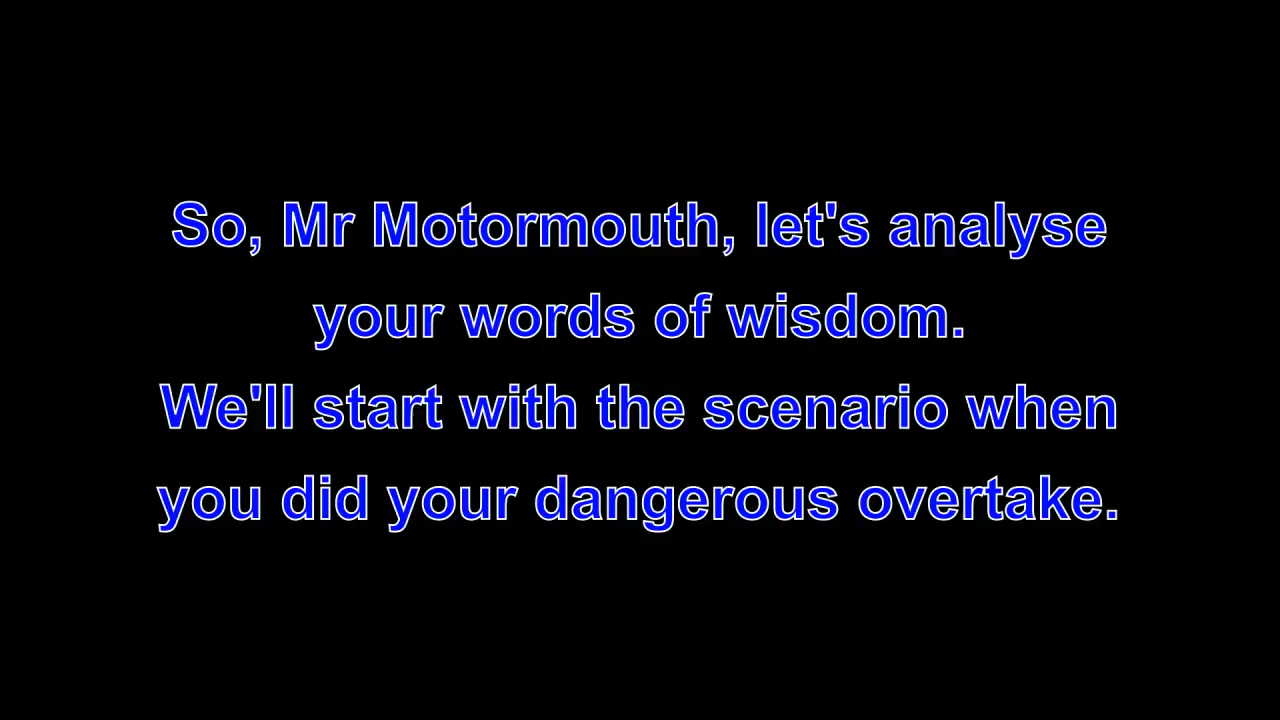 So, Mr Motormouth, let's analyse
your words of wisdom.
We'll start with the scenario when
you did your dangerous overtake.